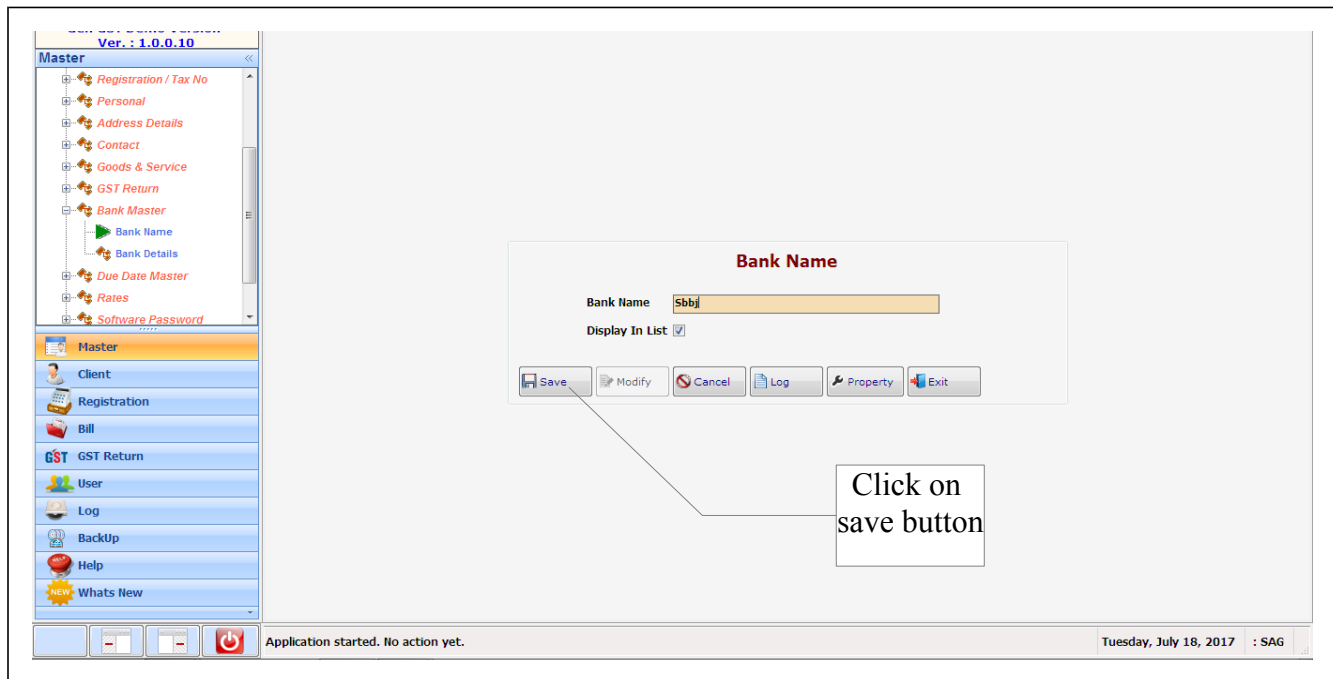 Ver. : 1.0.0.10
Master
Registration / Tax No
Personal
Address Details
Contact
Goods & Service
GST Return
Bank Master
Bank Name
Bank Details
Due Date Master
Rates
Software Password
Master
Client
Registration
Bill
GST GST Return
User
Log
BackUp
HELP Help
NEW Whats New
Bank Name
Bank Name Sbbj
Display In List
Save Modify Cancel Log Property Exit
Click on
save button
Application started. No action yet. Tuesday, July 18, 2017 : SAG